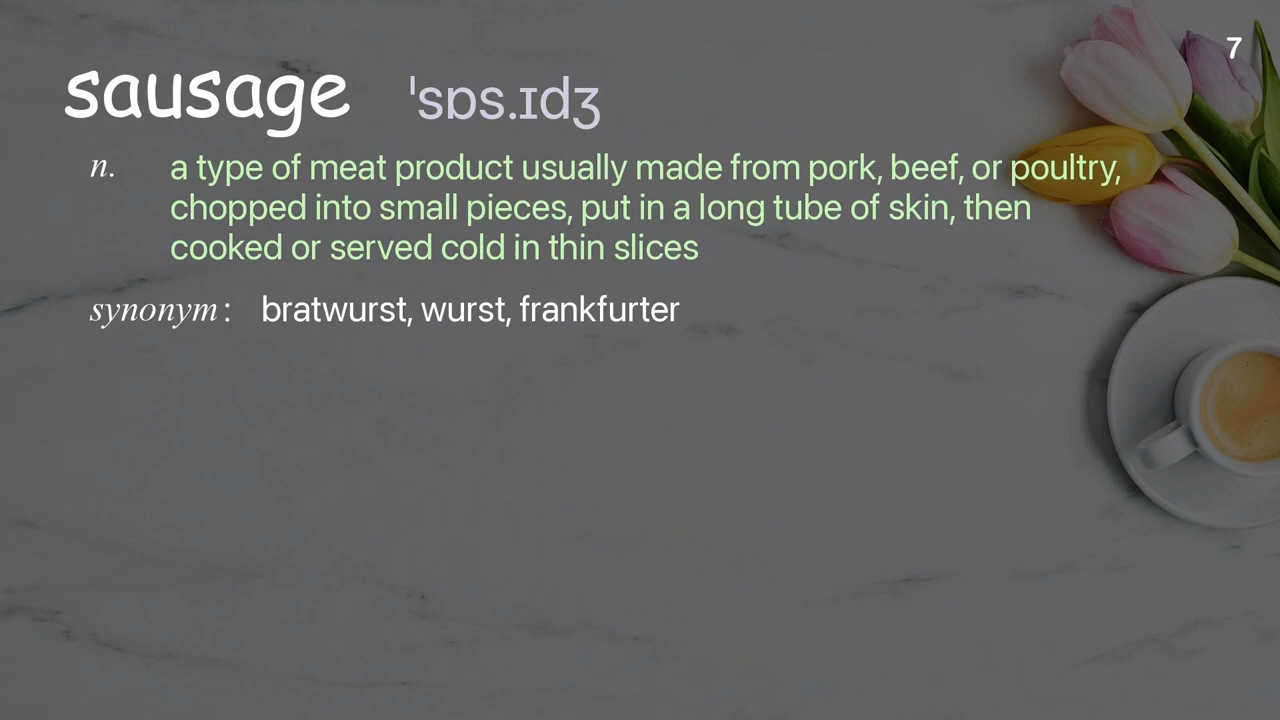 7
sausage ˈsɒs.ɪdʒ
n. a type of meat product usually made from pork, beef, or poultry,
chopped into small pieces, put in a long tube of skin, then
cooked or served cold in thin slices
synonym: bratwurst, wurst, frankfurter